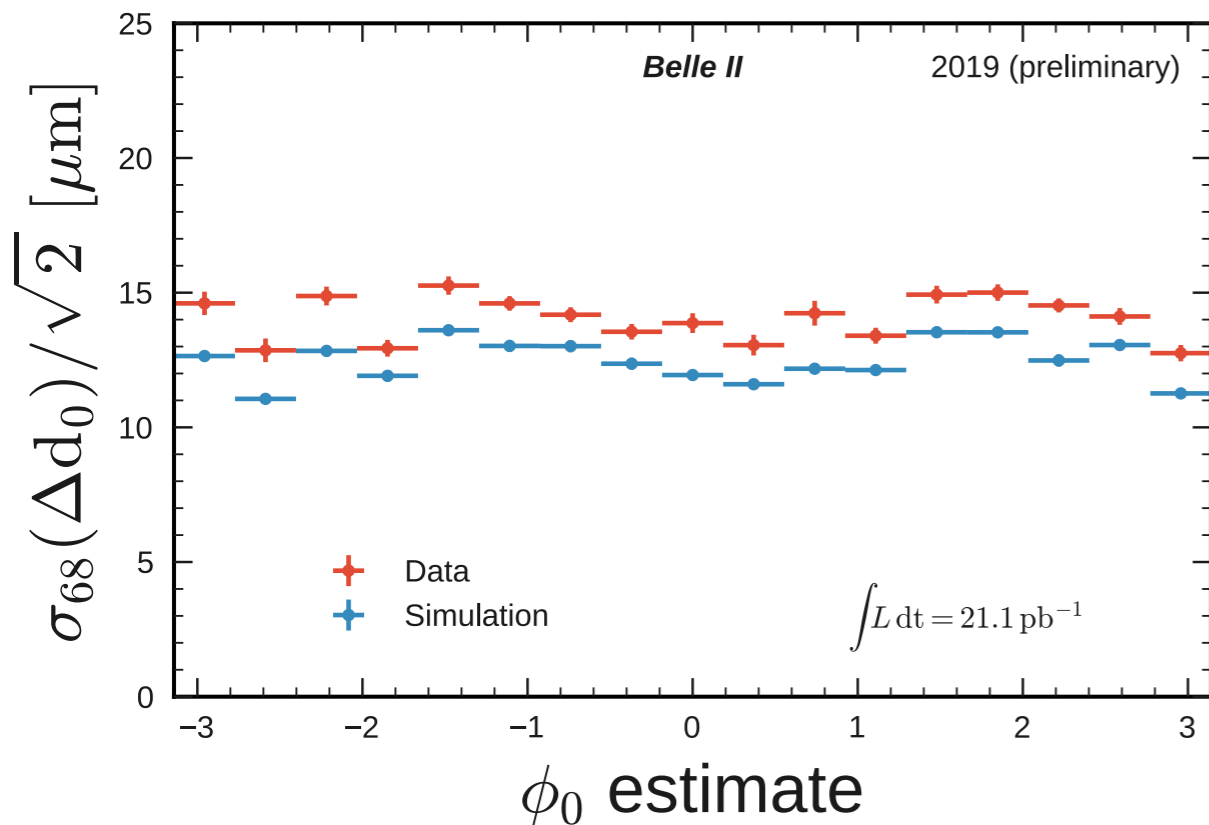 Belle II 2019 (preliminary)
σ₆₈(Δd₀)/√2 [μm]
25
20
15
10
5
0
Data
Simulation
∫L dt = 21.1 pb⁻¹
−3 −2 −1 0 1 2 3
ϕ₀ estimate